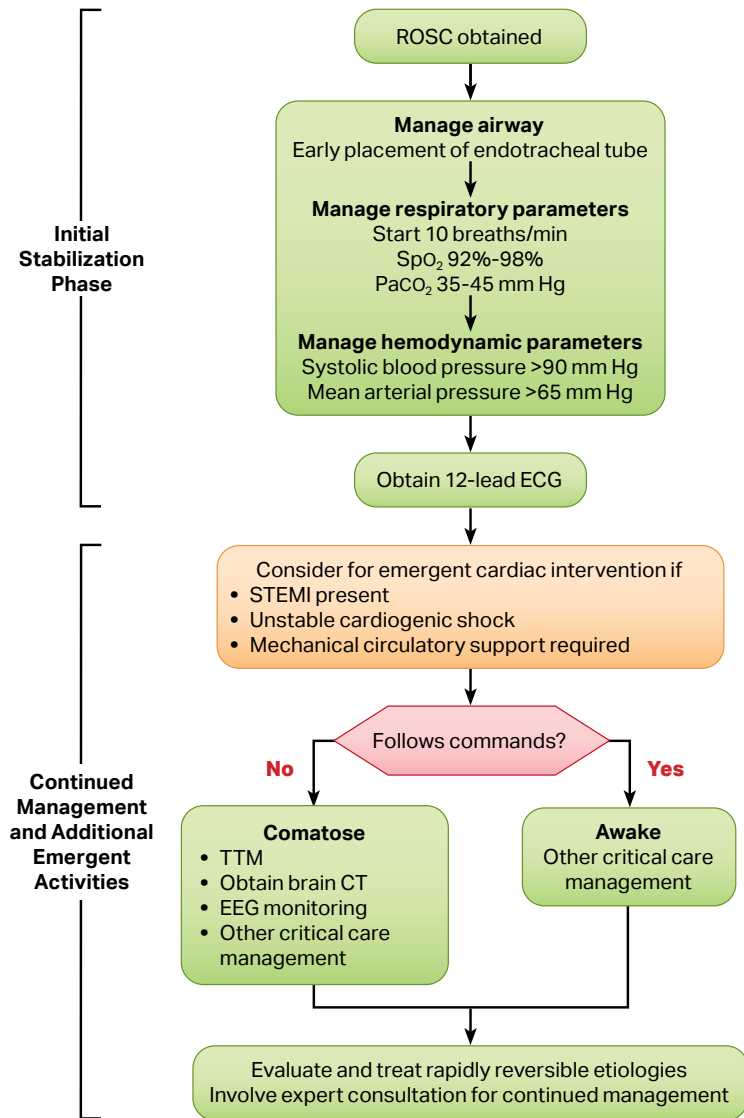 ROSC obtained
Manage airway
Early placement of endotracheal tube
Manage respiratory parameters
Start 10 breaths/min
SpO₂ 92%-98%
PaCO₂ 35-45 mm Hg
Manage hemodynamic parameters
Systolic blood pressure >90 mm Hg
Mean arterial pressure >65 mm Hg
Obtain 12-lead ECG
Initial
Stabilization
Phase
Consider for emergent cardiac intervention if
• STEMI present
• Unstable cardiogenic shock
• Mechanical circulatory support required
Follows commands?
No
Yes
Comatose
• TTM
• Obtain brain CT
• EEG monitoring
• Other critical care
management
Awake
Other critical care
management
Continued
Management
and Additional
Emergent
Activities
Evaluate and treat rapidly reversible etiologies
Involve expert consultation for continued management